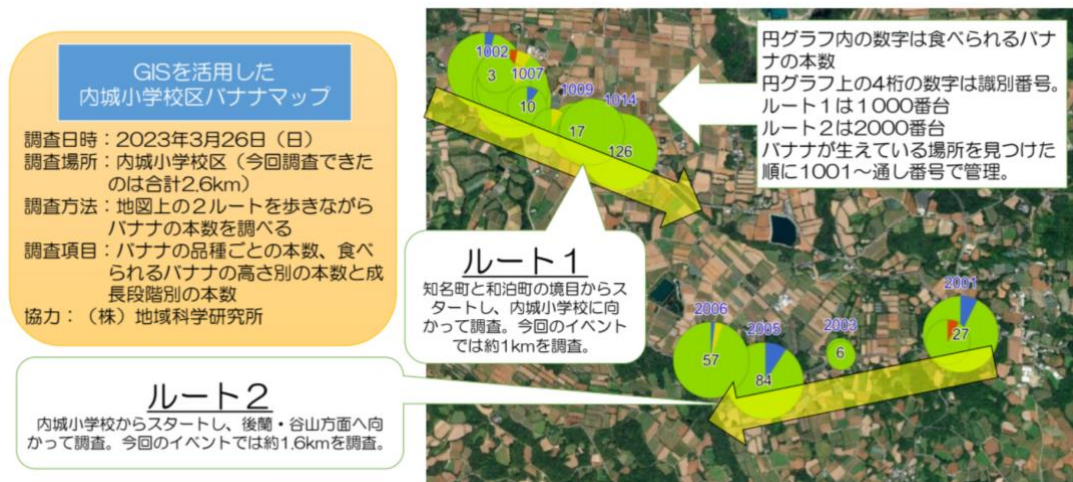 GISを活用した
内城小学校区バナナマップ
調査日時：2023年3月26日（日）
調査場所：内城小学校区（今回調査できた
のは合計2.6km）
調査方法：地図上の2ルートを歩きながら
バナナの本数を調べる
調査項目：バナナの品種ごとの本数、食べ
られるバナナの高さ別の本数と成
長段階別の本数
協力：（株）地域科学研究所
円グラフ内の数字は食べられるバナ
ナの本数
円グラフ上の4桁の数字は識別番号。
ルート1は1000番台
ルート2は2000番台
バナナが生えている場所を見つけた
順に1001～通し番号で管理。
1002
3
1007
10
1009
1014
17
126
ルート1
知名町と和泊町の境目からス
タートし、内城小学校に向
かって調査。今回のイベント
では約1kmを調査。
2001
27
2003
6
2005
84
2006
57
ルート2
内城小学校からスタートし、後蘭・谷山方面へ向
かって調査。今回のイベントでは約1.6kmを調査。